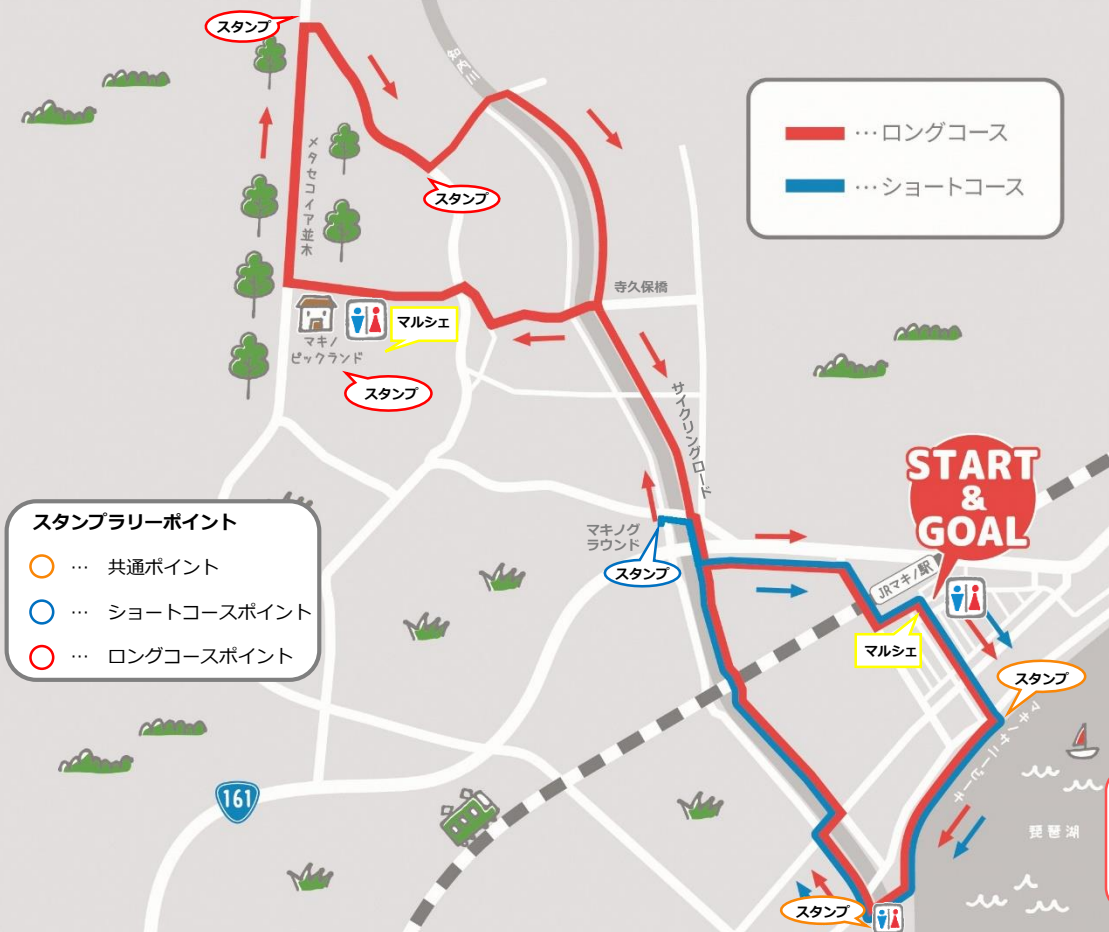 スタンプ
知内川
…ロングコース
…ショートコース
スタンプ
メタセコイア並木
寺久保橋
マルシェ
マキノ
ピックランド
スタンプ
サイクリングロード
START
&
GOAL
スタンプラリーポイント
… 共通ポイント
… ショートコースポイント
… ロングコースポイント
マキノグ
ラウンド
スタンプ
JRマキノ駅
マルシェ
スタンプ
マキノサニービーチ
161
琵琶湖
スタンプ